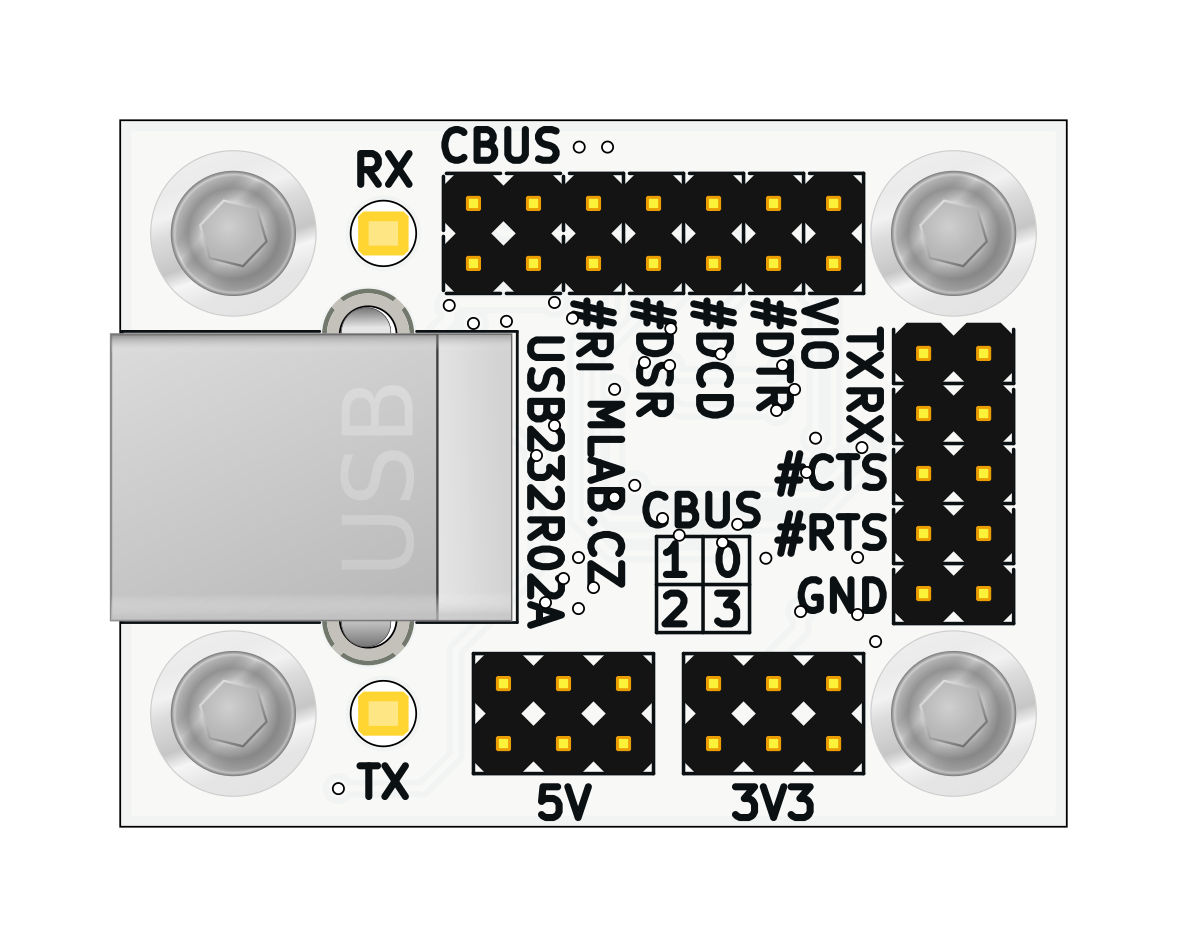 CBUS
RX
#RI
#DSR
#DCD
#DTR
VIO
TXRX
USB
USB232R02A
MLAB.CZ
#CTS
CBUS
#RTS
1 0
2 3
GND
TX
5V
3V3